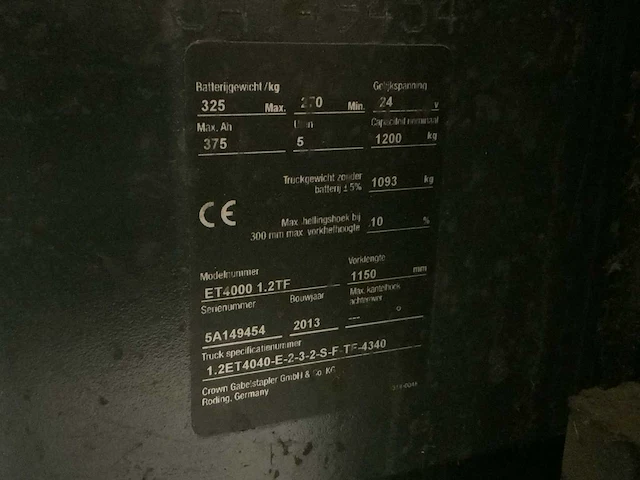 Batterijgewicht /kg Gelijkspanning
325 Max. 270 Min. 24 v
Max. Ah Uren Capaciteit nominaal
375 5 1200 kg
Truckgewicht zonder
batterij ± 5% 1093 kg
CE
Max. hellingshoek bij
300 mm max. vorkhefhoogte 10 %
Modelnummer Vorklengte
ET4000 1.2TF 1150 mm
Serienummer Bouwjaar Max. kantelhoek
achterover
5A149454 2013 --- °
Truck specificatienummer
1.2ET4040-E-2-3-2-S-F-TF-4340
Crown Gabelstapler GmbH & Co. KG
Roding, Germany